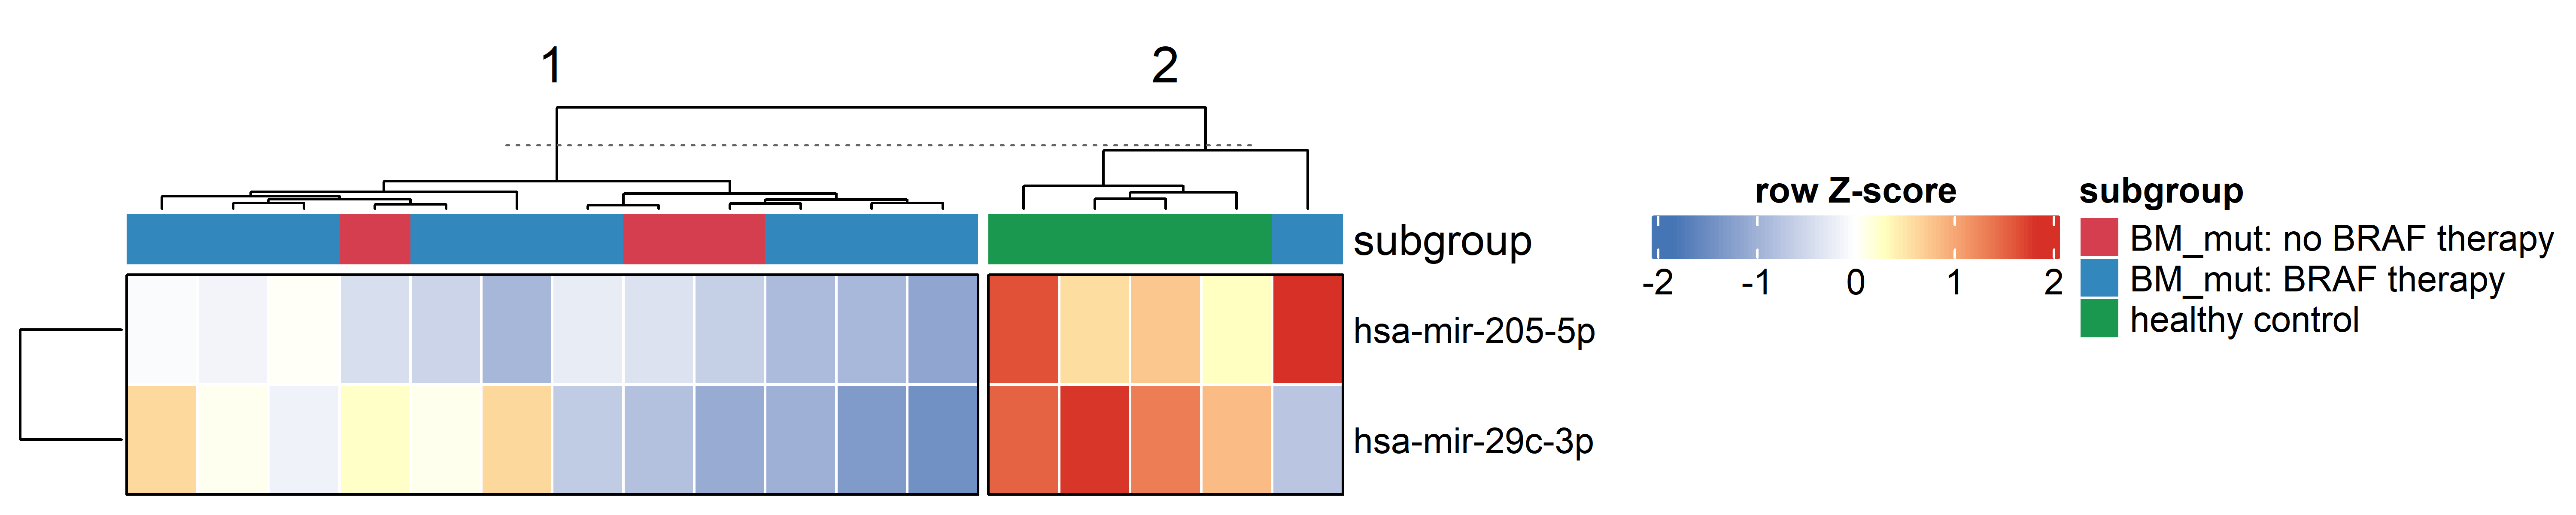 1 2
subgroup
hsa-mir-205-5p
hsa-mir-29c-3p
row Z-score
-2 -1 0 1 2
subgroup
BM_mut: no BRAF therapy
BM_mut: BRAF therapy
healthy control